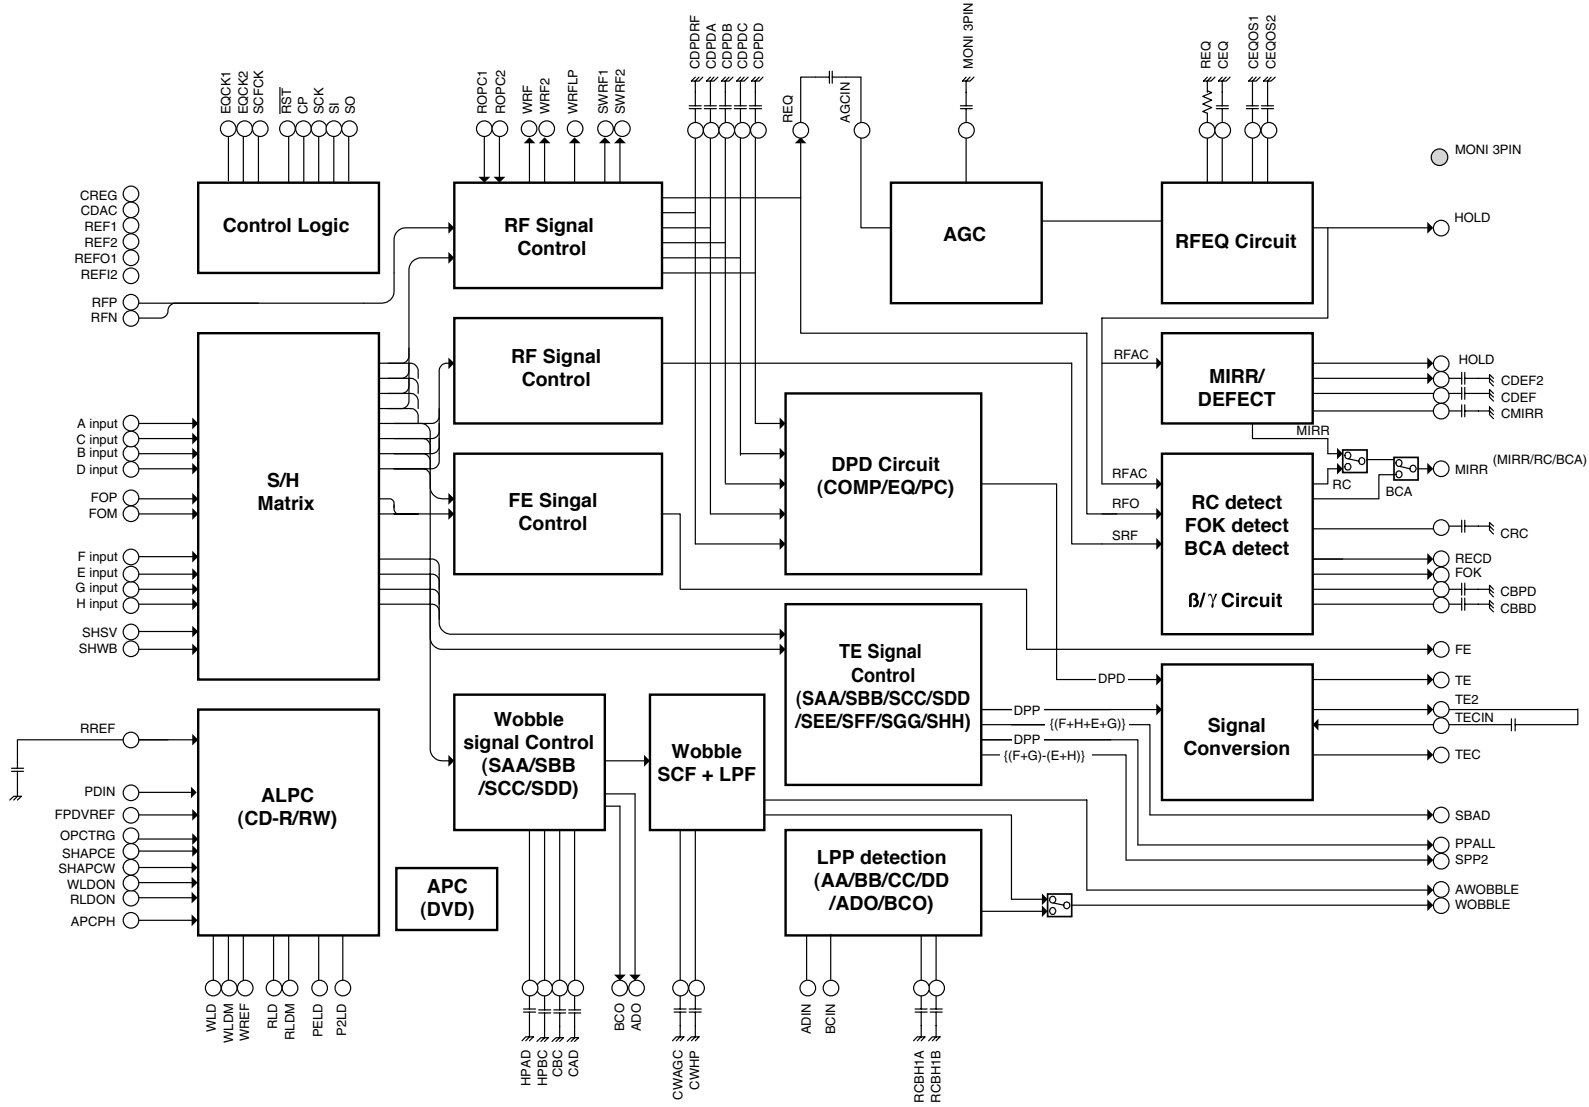 EQCK1
EQCK2
SCFCK
RST
CP
SCK
SI
SO
ROPC1
ROPC2
WRF
WRF2
WRFLP
SWRF1
SWRF2
CDPDRF
CDPDA
CDPDB
CDPDC
CDPDD
REQ
AGCIN
MONI 3PIN
REQ
CEQ
CEQOS1
CEQOS2
MONI 3PIN
CREG
CDAC
REF1
REF2
REFO1
REFI2
RFP
RFN
Control Logic
RF Signal
Control
AGC
RFEQ Circuit
HOLD
RF Signal
Control
RFAC
MIRR/
DEFECT
HOLD
CDEF2
CDEF
CMIRR
MIRR
A input
C input
B input
D input
FOP
FOM
F input
E input
G input
H input
SHSV
SHWB
S/H
Matrix
FE Singal
Control
DPD Circuit
(COMP/EQ/PC)
RFAC
RFO
SRF
RC detect
FOK detect
BCA detect
ß/γ Circuit
RC
BCA
MIRR
(MIRR/RC/BCA)
CRC
RECD
FOK
CBPD
CBBD
FE
TE Signal
Control
(SAA/SBB/SCC/SDD
/SEE/SFF/SGG/SHH)
DPD
DPP
{(F+H+E+G)}
DPP
{(F+G)-(E+H)}
Signal
Conversion
TE
TE2
TECIN
TEC
SBAD
PPALL
SPP2
AWOBBLE
WOBBLE
RREF
PDIN
FPDVREF
OPCTRG
SHAPCE
SHAPCW
WLDON
RLDON
APCPH
ALPC
(CD-R/RW)
APC
(DVD)
Wobble
signal Control
(SAA/SBB
/SCC/SDD)
Wobble
SCF + LPF
LPP detection
(AA/BB/CC/DD
/ADO/BCO)
WLD
WLDM
WREF
RLD
RLDM
PELD
P2LD
HPAD
HPBC
CBC
CAD
BCO
ADO
CWAGC
CWHP
ADIN
BCIN
RCBH1A
RCBH1B